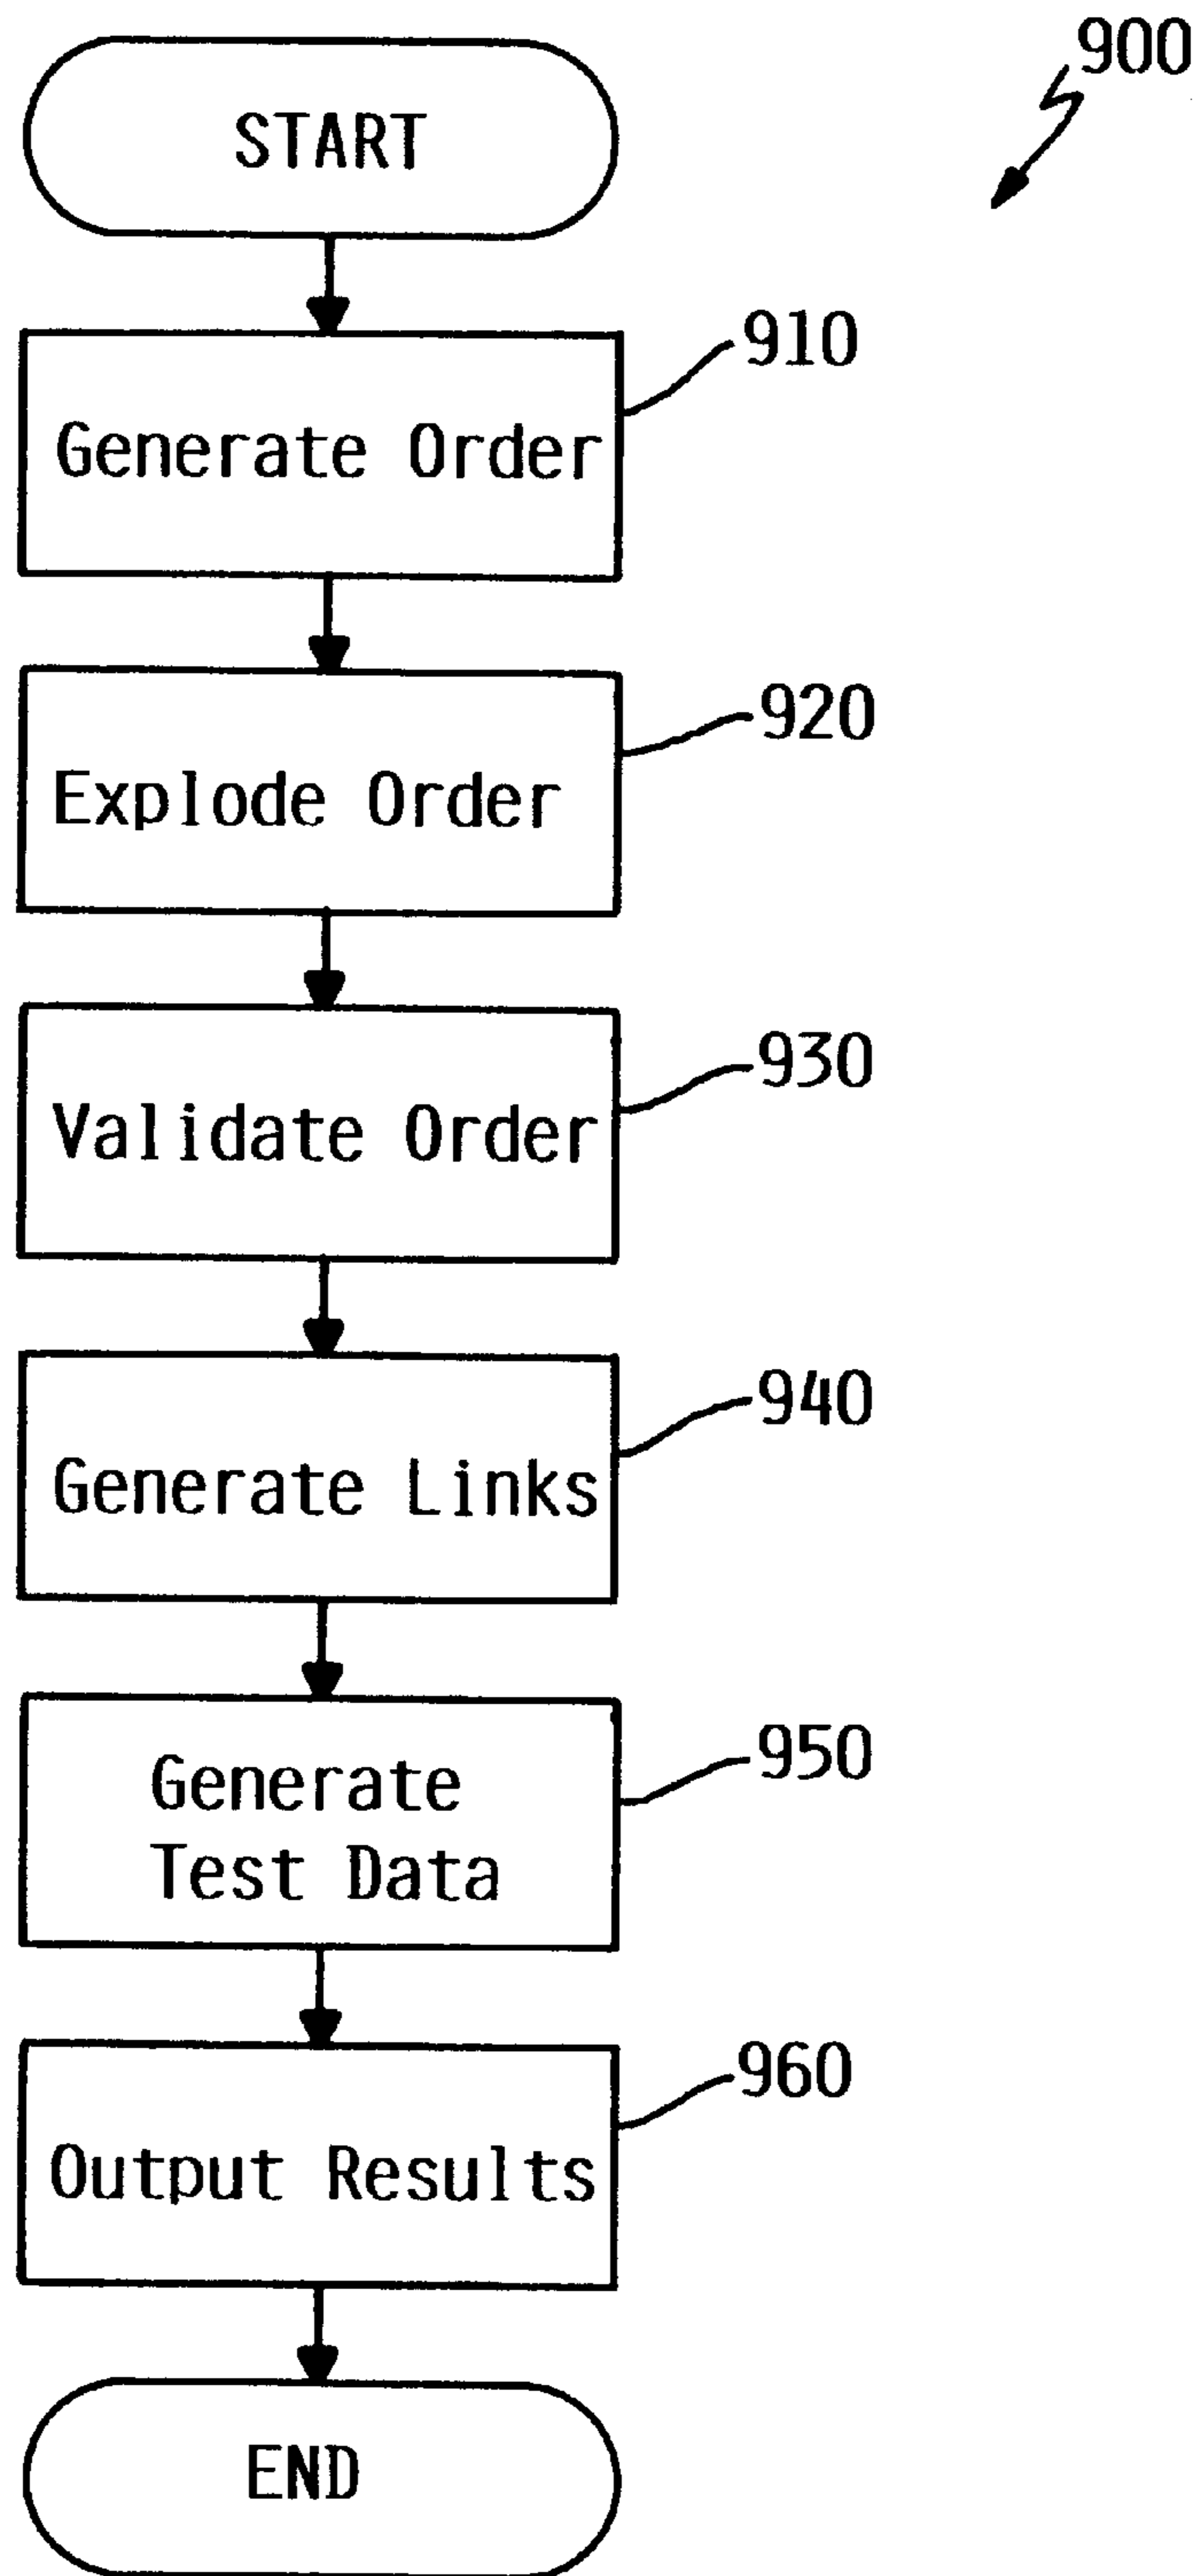 900
START
910
Generate Order
920
Explode Order
930
Validate Order
940
Generate Links
950
Generate
Test Data
960
Output Results
END